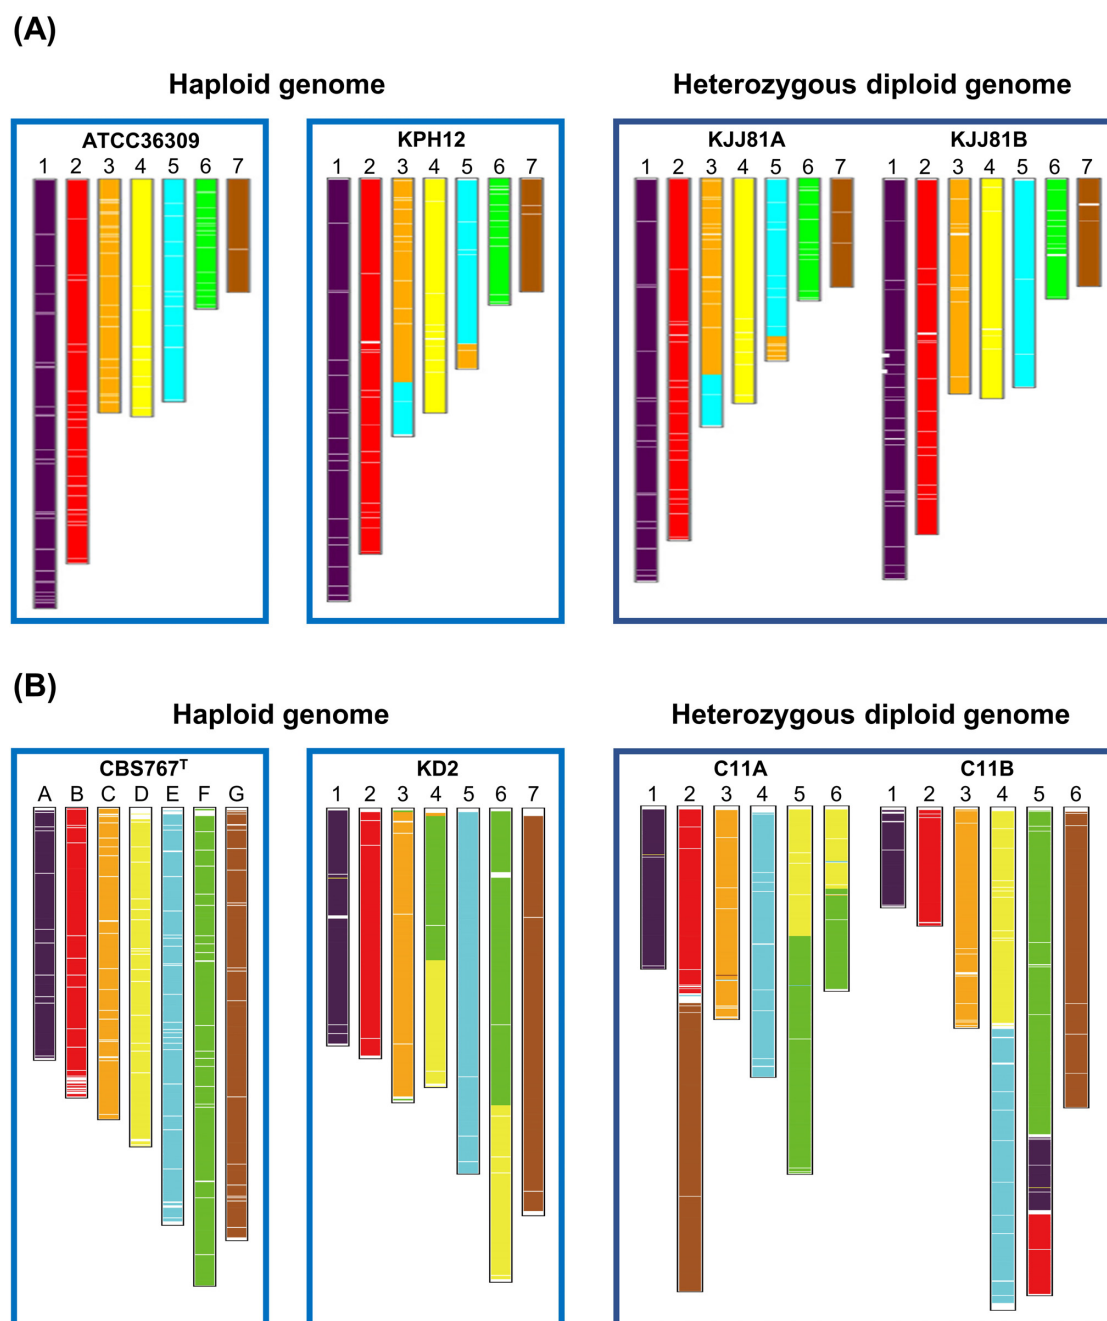 (A)
Haploid genome
Heterozygous diploid genome
ATCC36309
KPH12
KJJ81A
KJJ81B
1 2 3 4 5 6 7
1 2 3 4 5 6 7
1 2 3 4 5 6 7
1 2 3 4 5 6 7
(B)
Haploid genome
Heterozygous diploid genome
CBS767ᵀ
KD2
C11A
C11B
A B C D E F G
1 2 3 4 5 6 7
1 2 3 4 5 6
1 2 3 4 5 6